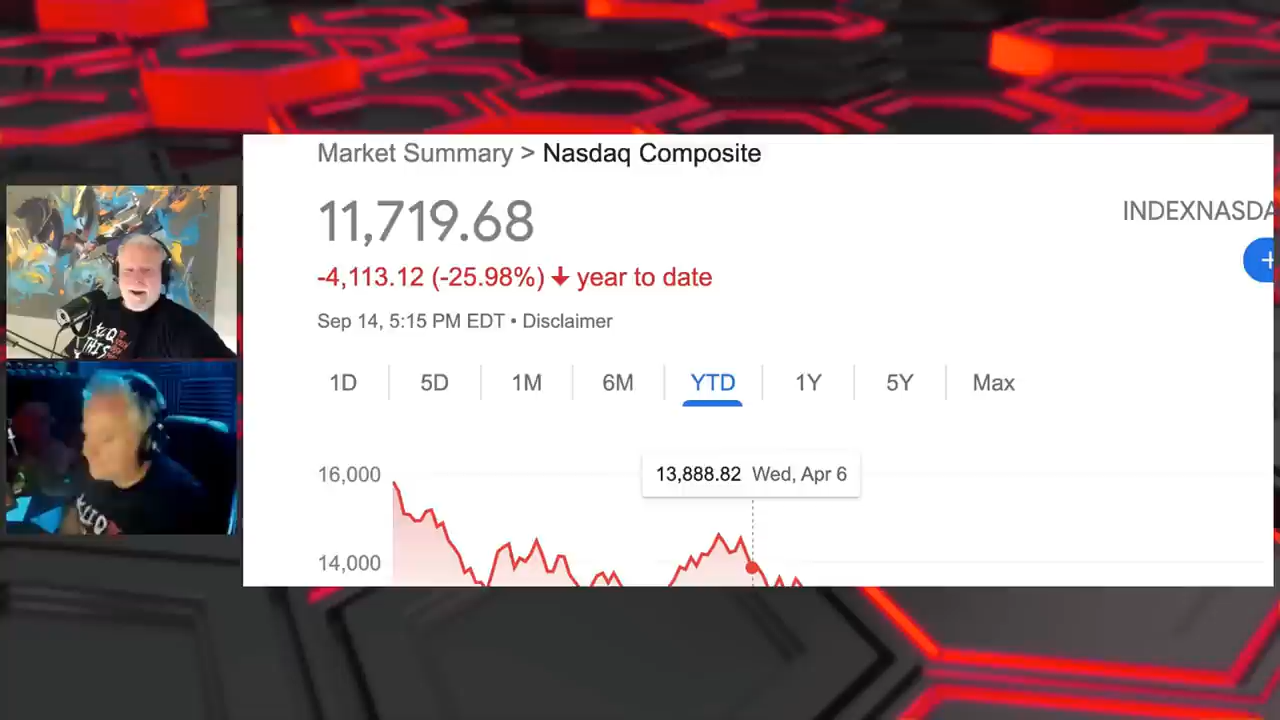 Market Summary > Nasdaq Composite
11,719.68
INDEXNASDA
-4,113.12 (-25.98%) ↓ year to date
+
Sep 14, 5:15 PM EDT • Disclaimer
1D 5D 1M 6M YTD 1Y 5Y Max
16,000
13,888.82 Wed, Apr 6
14,000
THIS